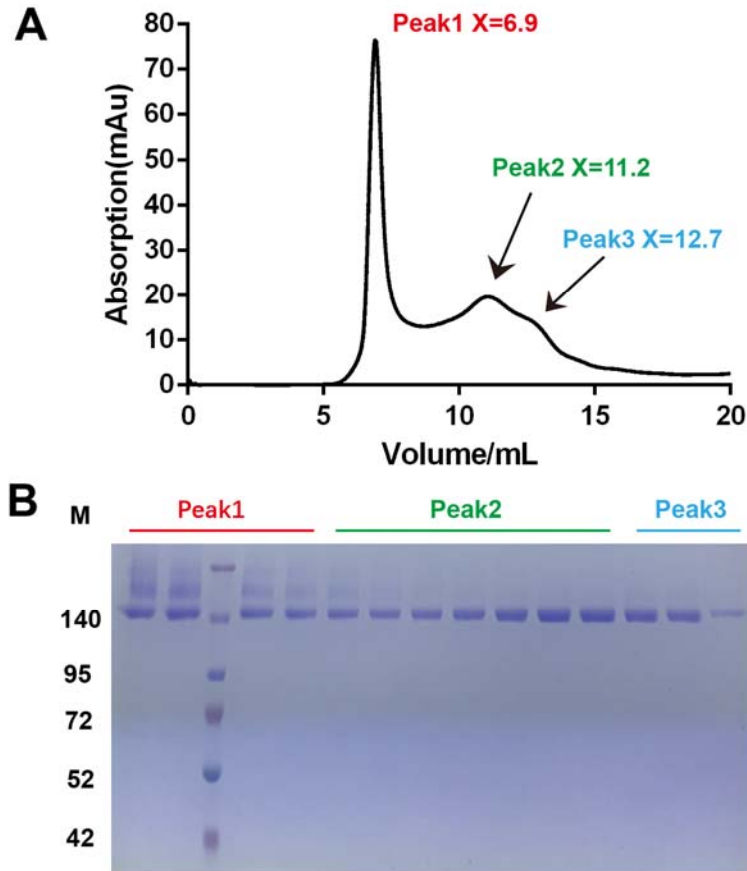 A
Peak1 X=6.9
Peak2 X=11.2
Peak3 X=12.7
Absorption(mAu)
80
70
60
50
40
30
20
10
0
0 5 10 15 20
Volume/mL
B
M Peak1 Peak2 Peak3
140
95
72
52
42